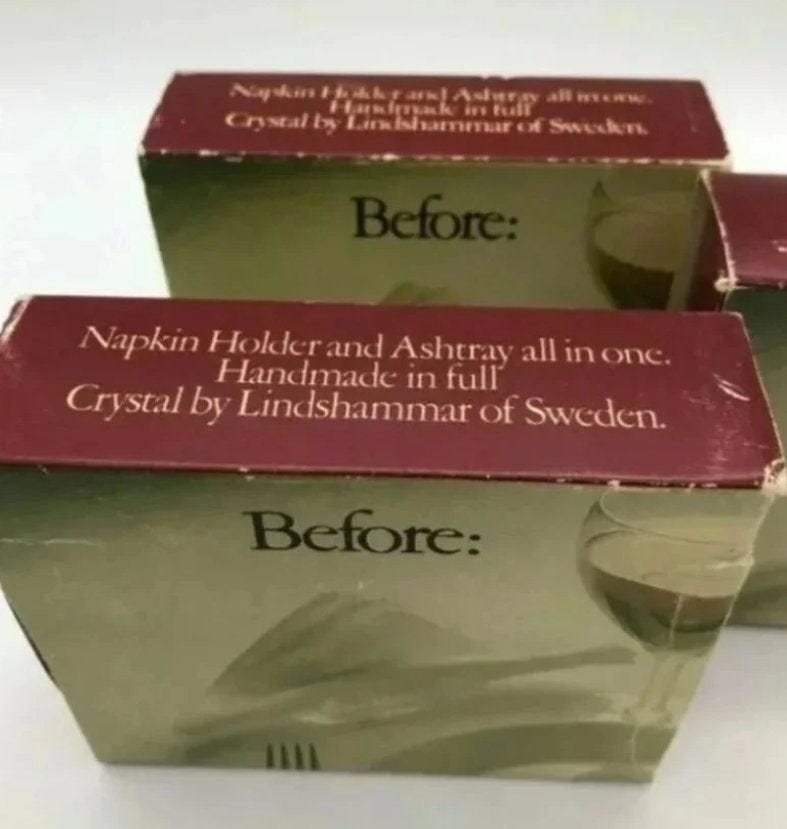 Napkin Holder and Ashtray all in one.
Handmade in full
Crystal by Lindshammar of Sweden.
Before:
Napkin Holder and Ashtray all in one.
Handmade in full
Crystal by Lindshammar of Sweden.
Before: